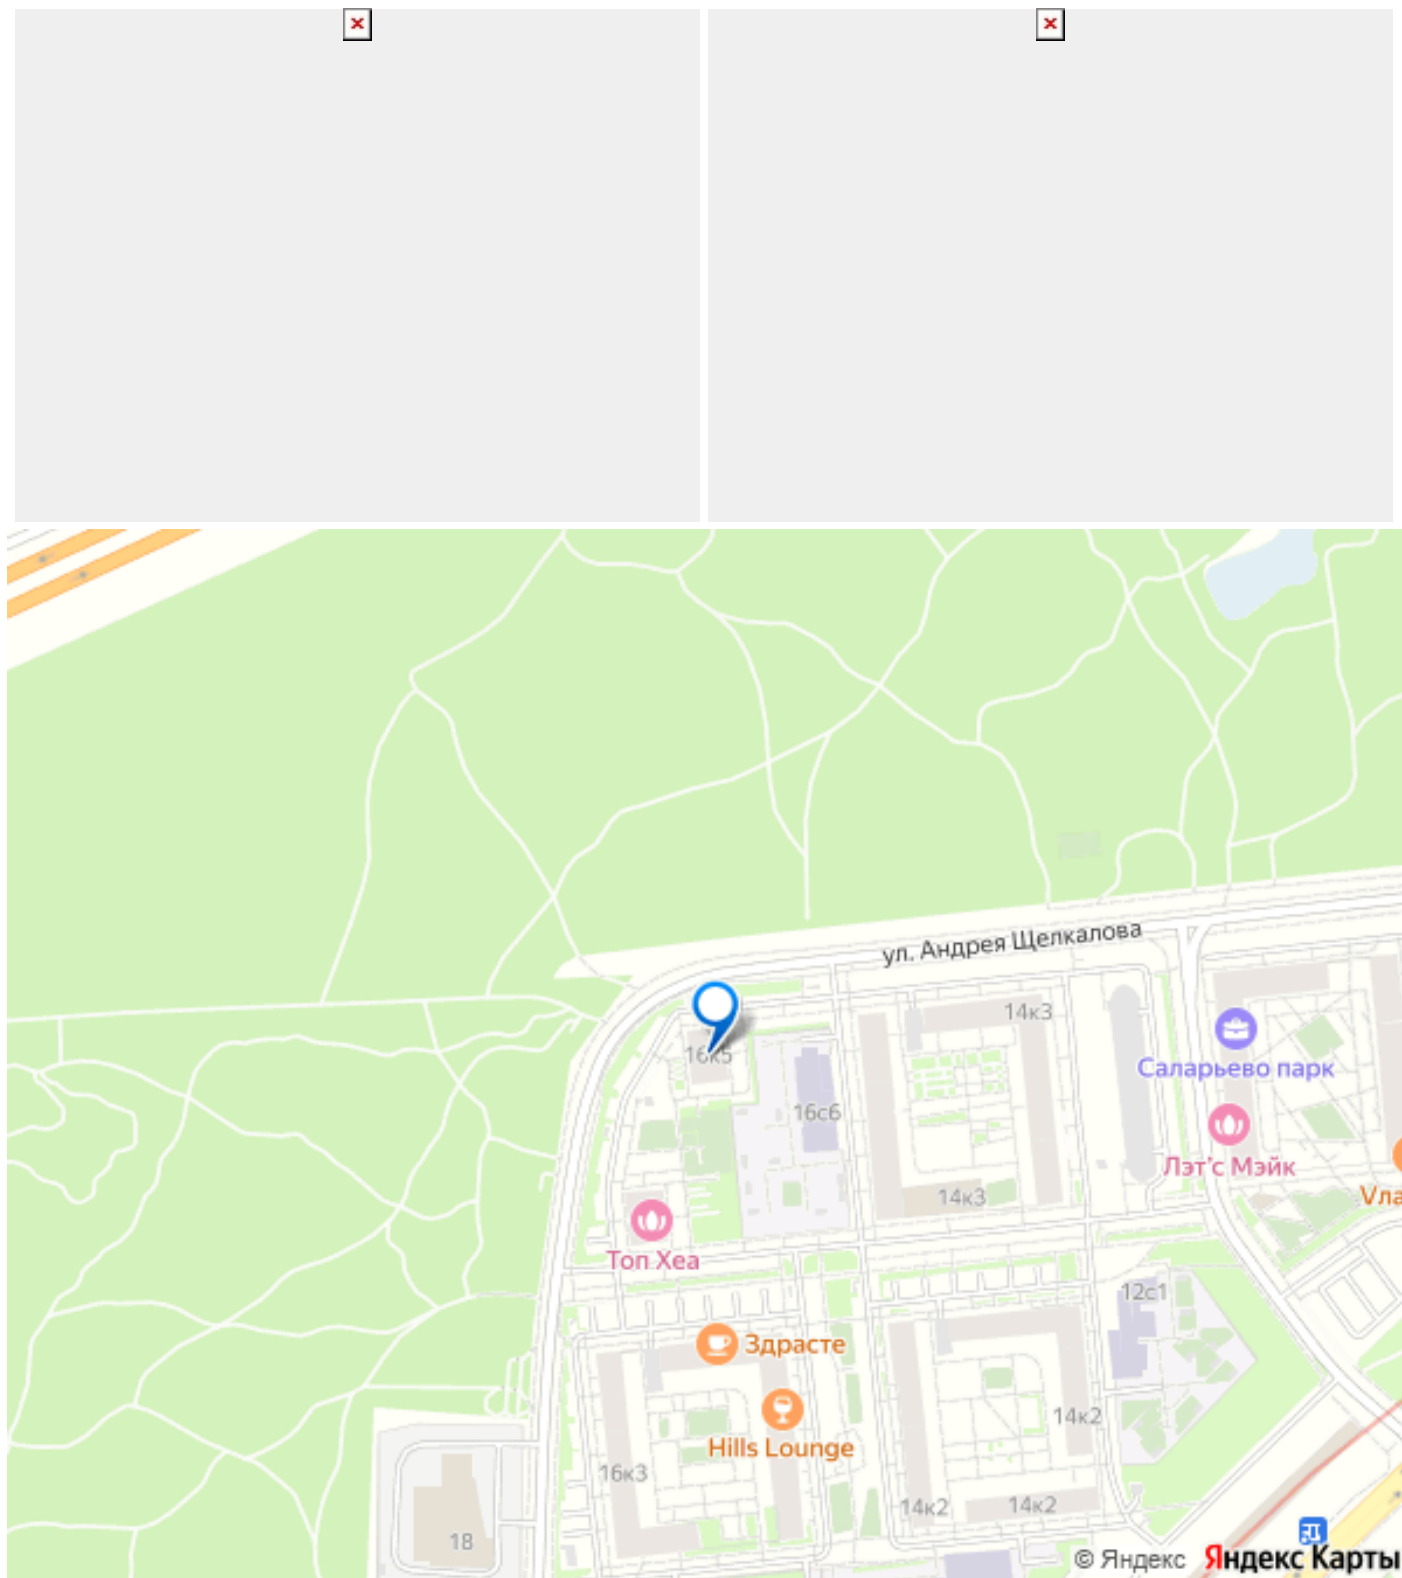 ул. Андрея Щелкалова
14к3
16к5
Саларьево парк
16с6
Лэт'с Мэйк
14к3
Vла
Топ Хеа
12с1
Здрасте
Hills Lounge
14к2
16к3
14к2
14к2
18
© Яндекс Яндекс Карты